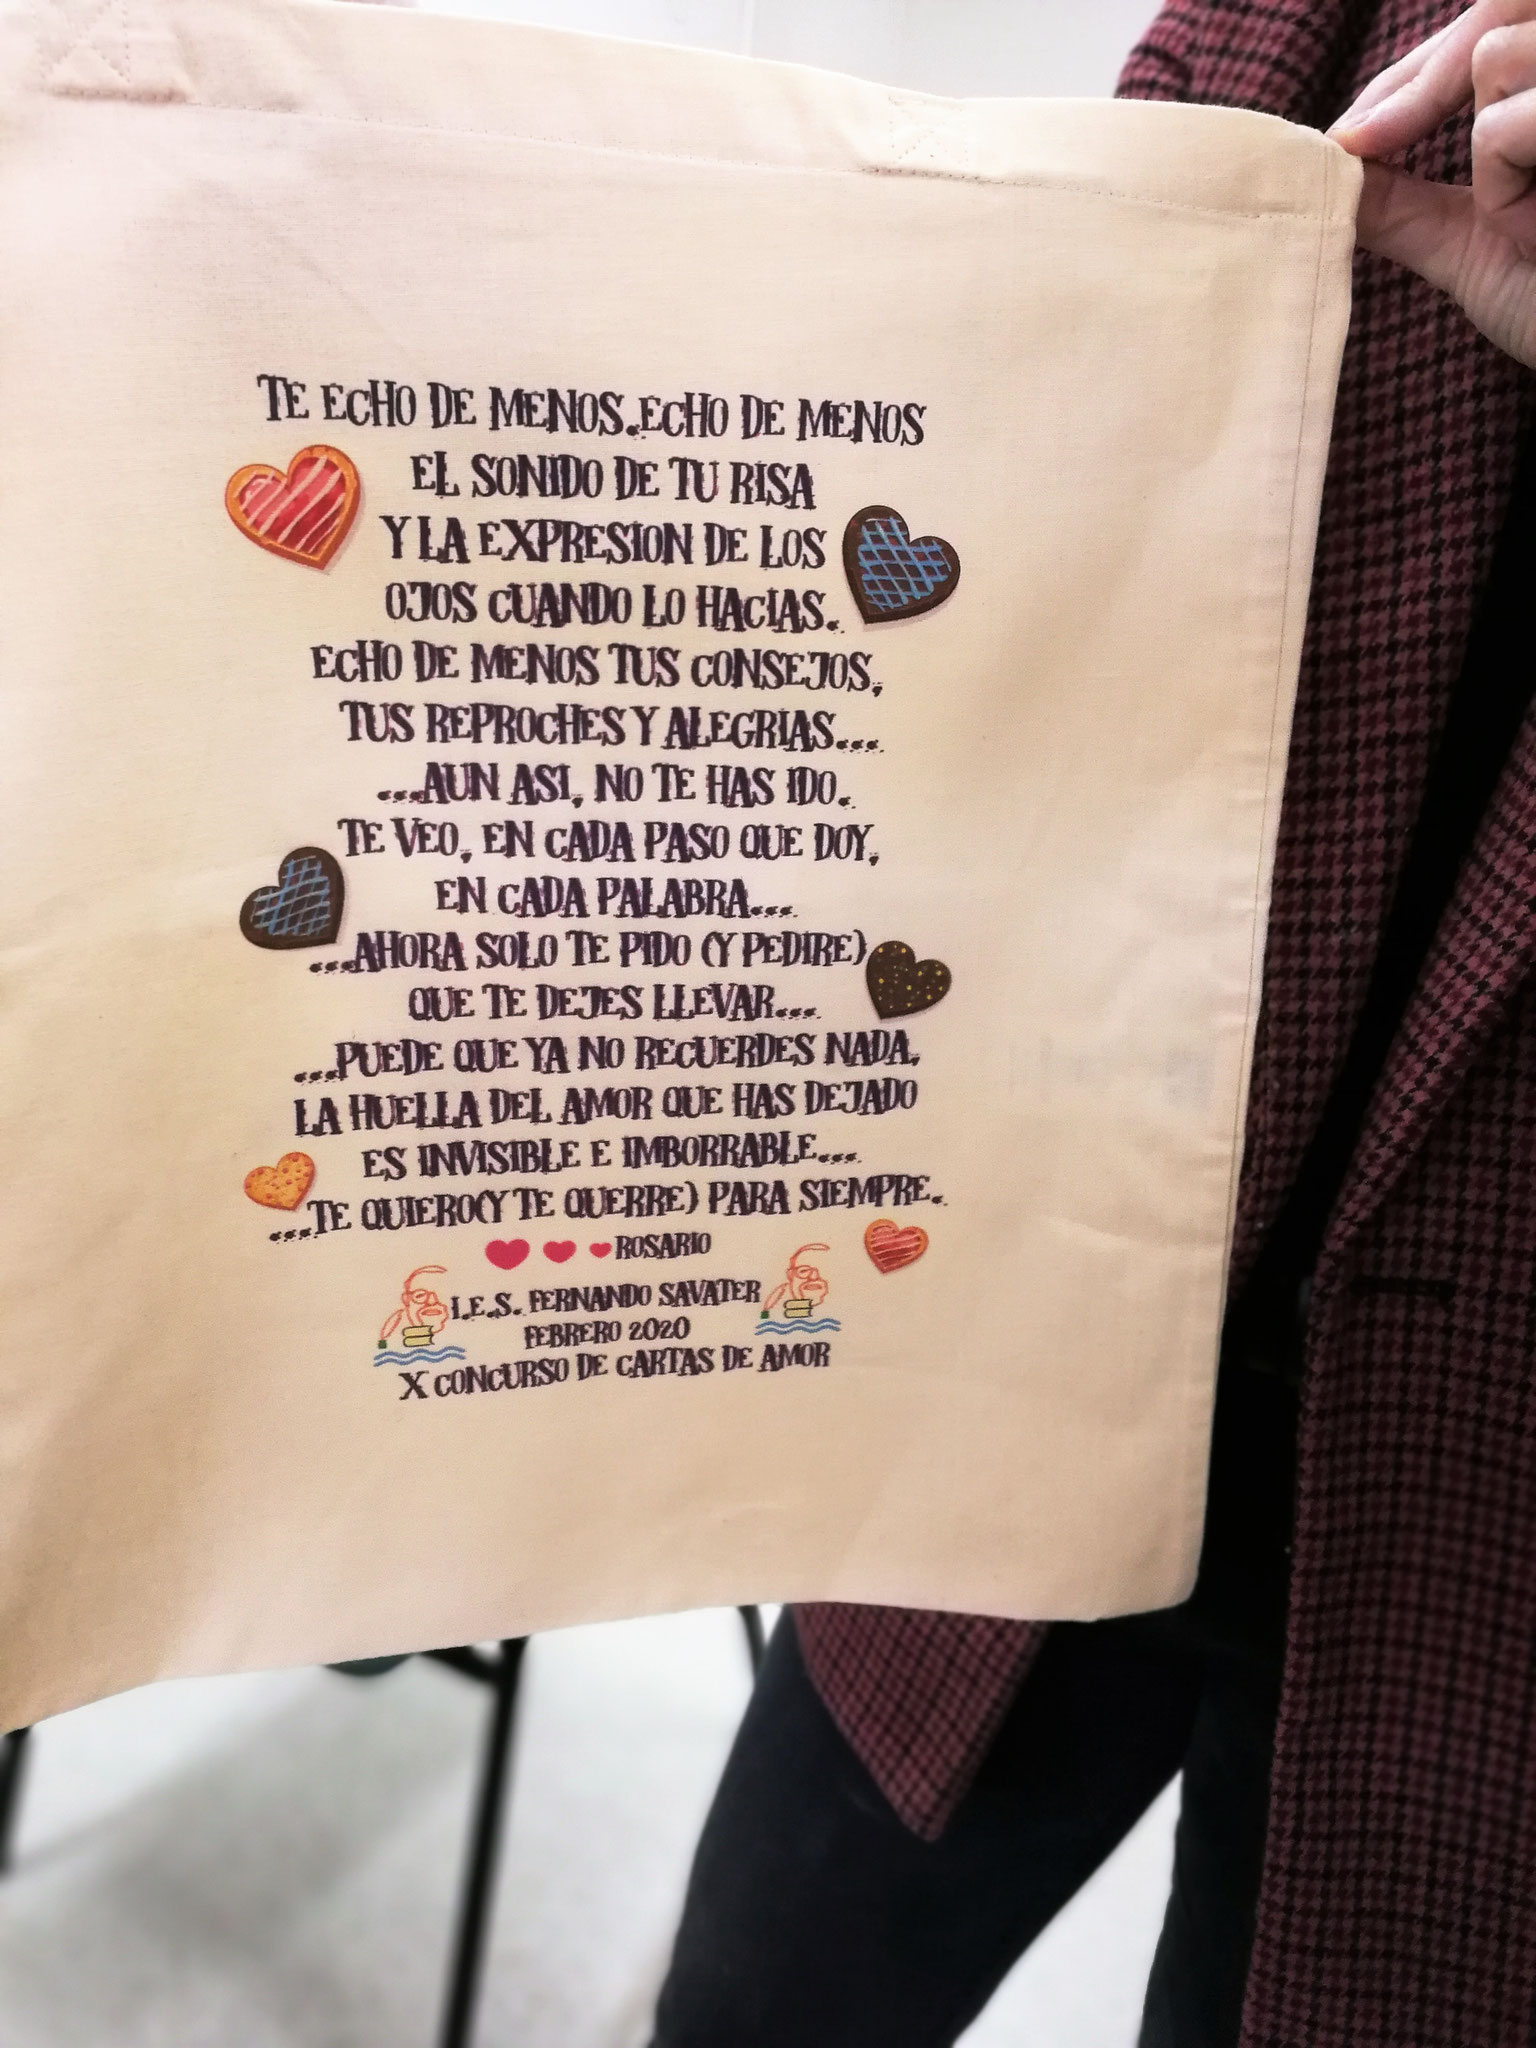 TE ECHO DE MENOS.ECHO DE MENOS
EL SONIDO DE TU RISA
Y LA EXPRESION DE LOS
OJOS CUANDO LO HACIAS.
ECHO DE MENOS TUS CONSEJOS,
TUS REPROCHES Y ALEGRIAS...
...AUN ASI, NO TE HAS IDO.
TE VEO, EN CADA PASO QUE DOY,
EN CADA PALABRA...
...AHORA SOLO TE PIDO (Y PEDIRE)
QUE TE DEJES LLEVAR...
...PUEDE QUE YA NO RECUERDES NADA,
LA HUELLA DEL AMOR QUE HAS DEJADO
ES INVISIBLE E IMBORRABLE...
...TE QUIERO(Y TE QUERRE) PARA SIEMPRE.
ROSARIO
I.E.S. FERNANDO SAVATER
FEBRERO 2020
X CONCURSO DE CARTAS DE AMOR